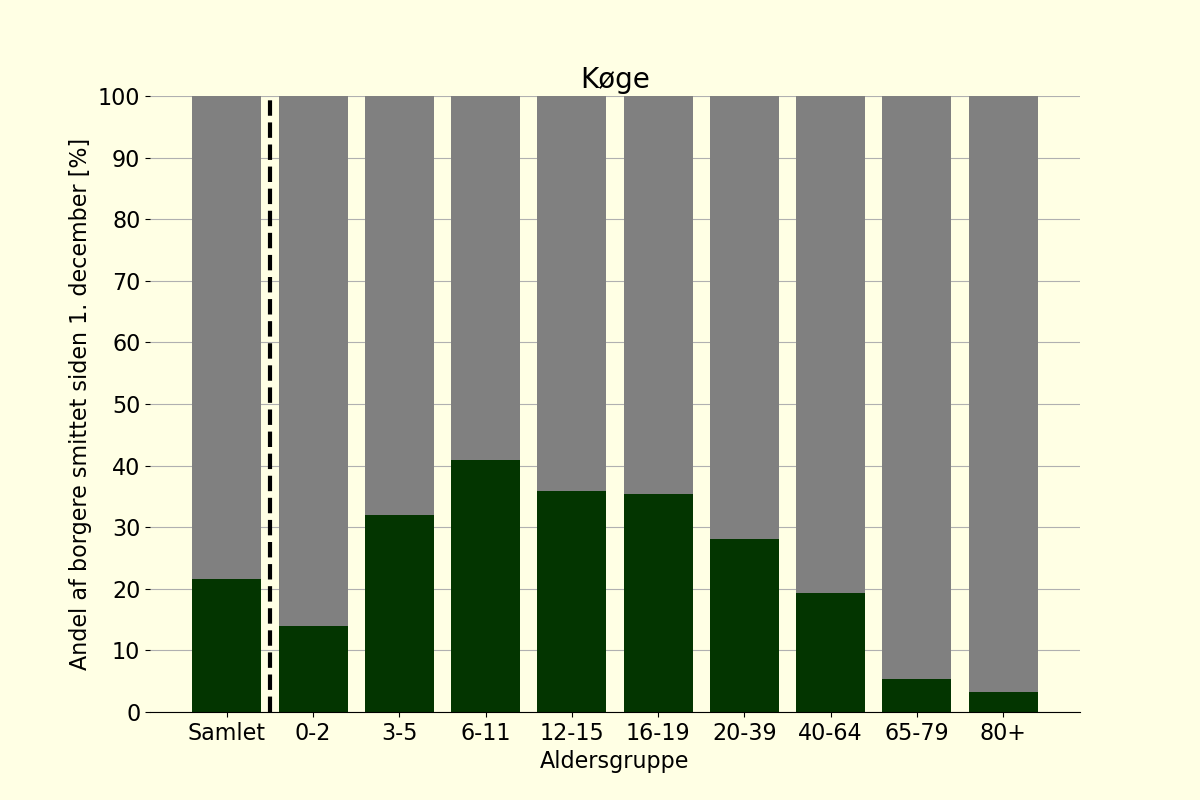 Køge
100
90
80
70
60
50
40
30
20
10
0
Andel af borgere smittet siden 1. december [%]
Samlet 0-2 3-5 6-11 12-15 16-19 20-39 40-64 65-79 80+
Aldersgruppe